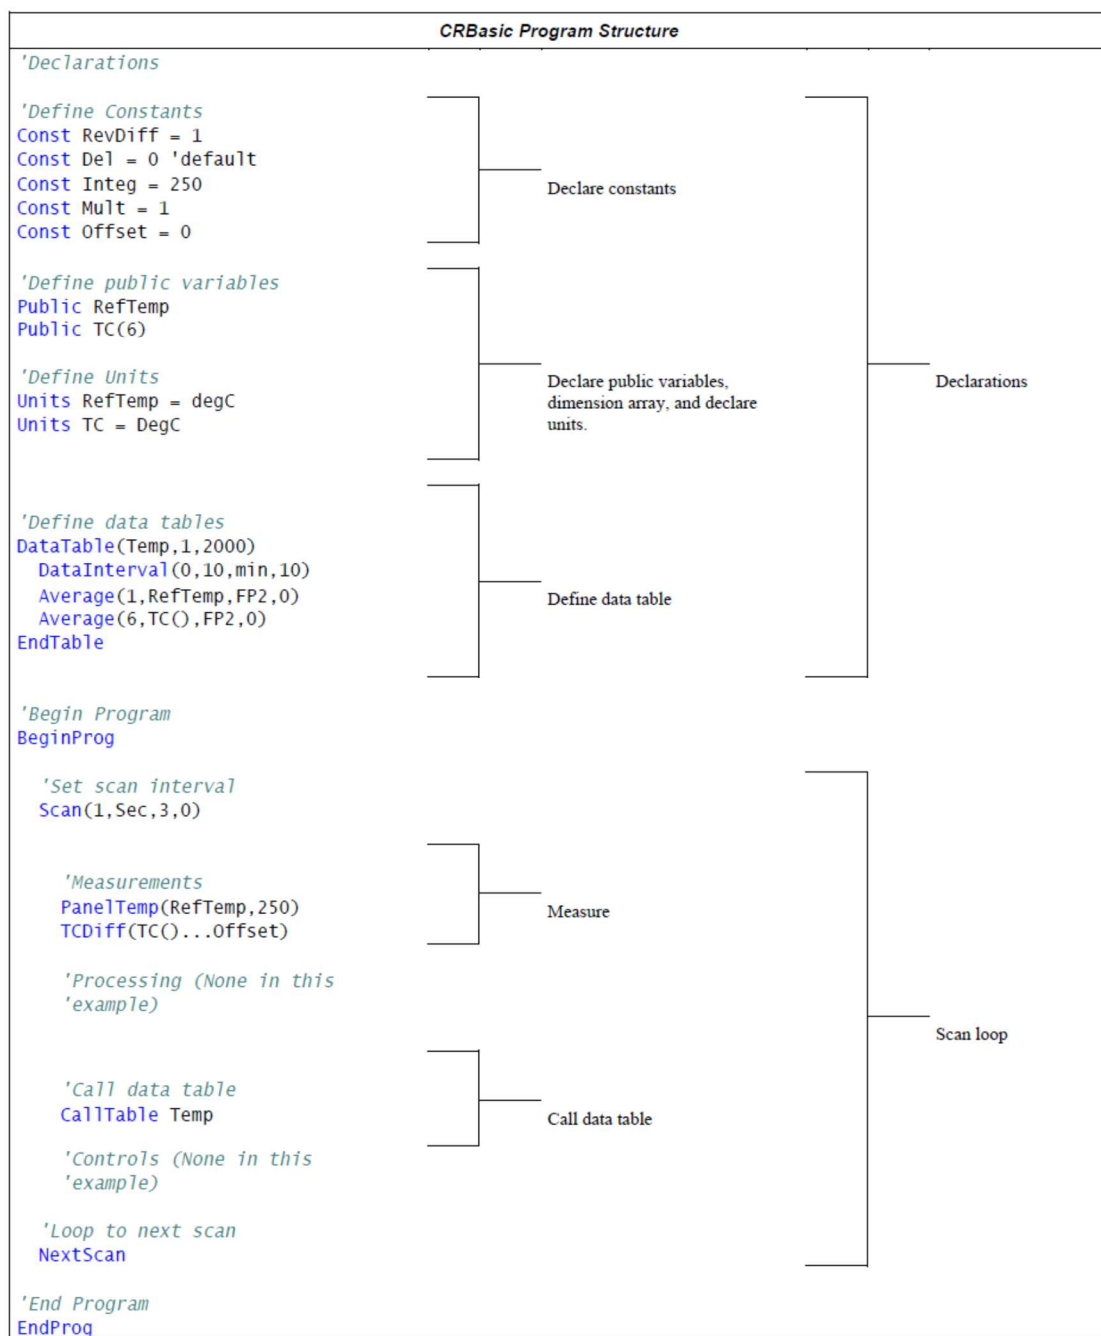 CRBasic Program Structure
'Declarations
'Define Constants
Const RevDiff = 1
Const Del = 0 'default
Const Integ = 250
Const Mult = 1
Const Offset = 0
Declare constants
'Define public variables
Public RefTemp
Public TC(6)
'Define Units
Units RefTemp = degC
Units TC = DegC
Declare public variables,
dimension array, and declare
units.
Declarations
'Define data tables
DataTable(Temp,1,2000)
DataInterval(0,10,min,10)
Average(1,RefTemp,FP2,0)
Average(6,TC(),FP2,0)
EndTable
Define data table
'Begin Program
BeginProg
'Set scan interval
Scan(1,Sec,3,0)
'Measurements
PanelTemp(RefTemp,250)
TCDiff(TC()...Offset)
Measure
'Processing (None in this
'example)
Scan loop
'Call data table
CallTable Temp
Call data table
'Controls (None in this
'example)
'Loop to next scan
NextScan
'End Program
EndProg